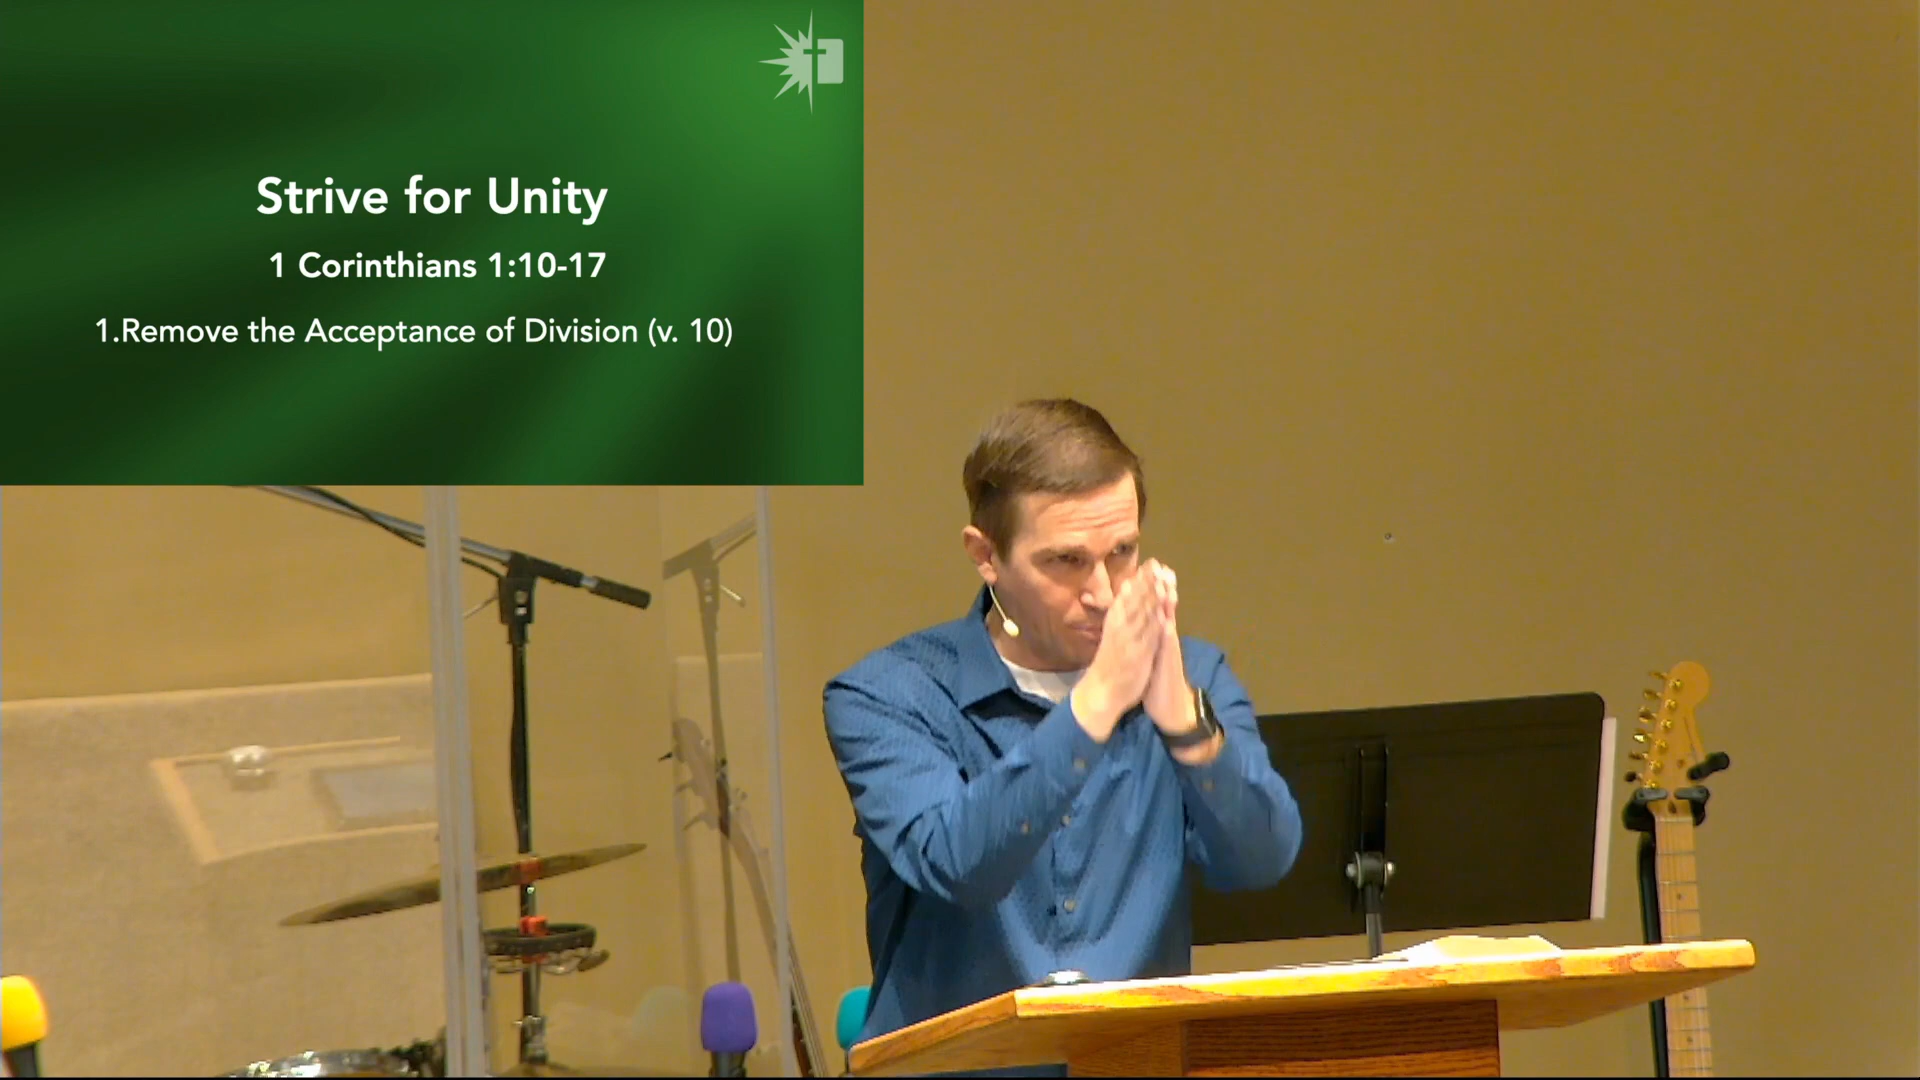 Strive for Unity
1 Corinthians 1:10-17
1.Remove the Acceptance of Division (v. 10)